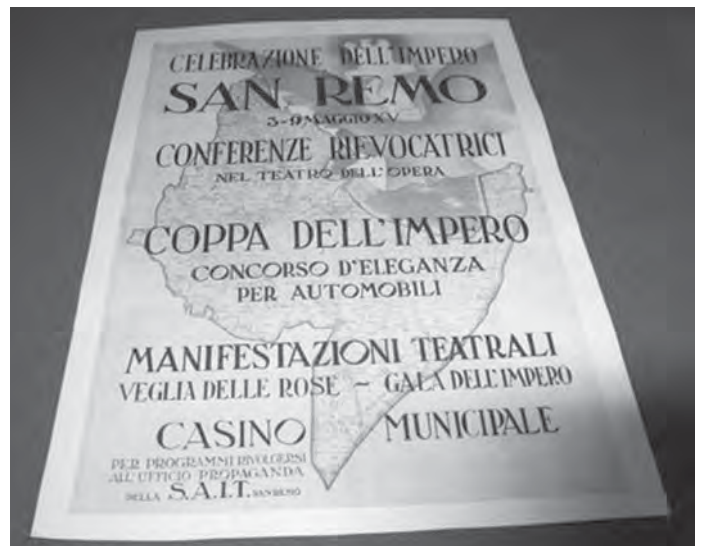 CELEBRAZIONE DELL'IMPERO
SAN REMO
3-9 MAGGIO XV
CONFERENZE RIEVOCATRICI
NEL TEATRO DELL'OPERA
COPPA DELL'IMPERO
CONCORSO D'ELEGANZA
PER AUTOMOBILI
MANIFESTAZIONI TEATRALI
VEGLIA DELLE ROSE ~ GALA DELL'IMPERO
CASINO MUNICIPALE
PER PROGRAMMI RIVOLGERSI
ALL'UFFICIO PROPAGANDA
DELLA S.A.I.T. SANREMO